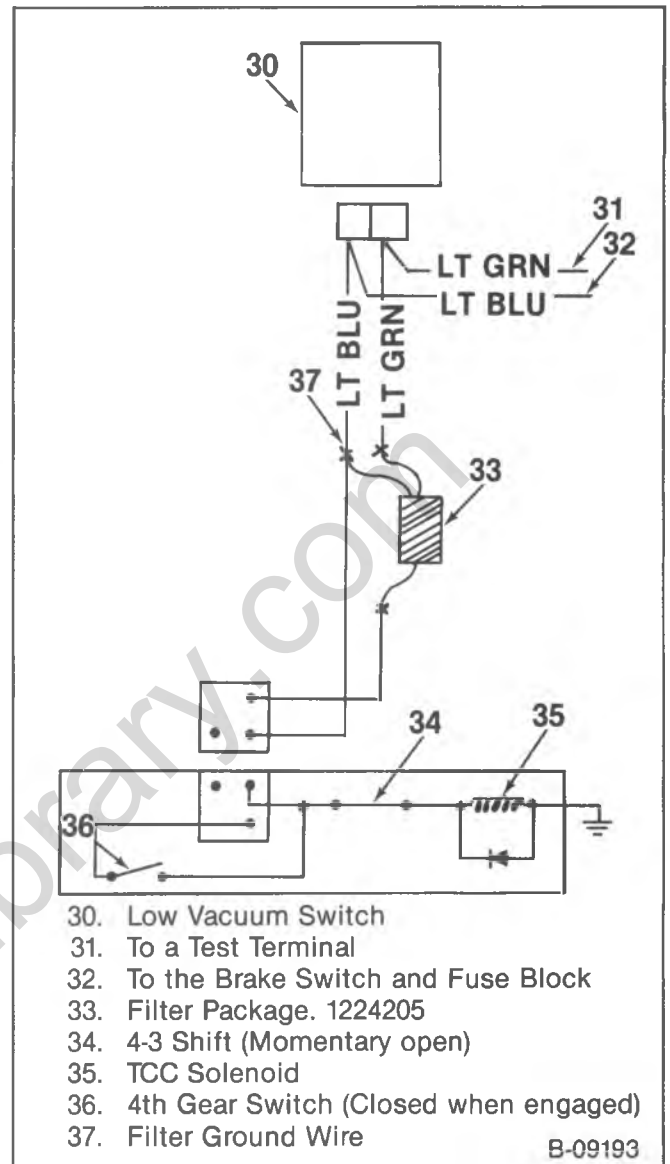 30
31
32
LT GRN
LT BLU
LT BLU
LT GRN
37
33
34
35
36
30. Low Vacuum Switch
31. To a Test Terminal
32. To the Brake Switch and Fuse Block
33. Filter Package. 1224205
34. 4-3 Shift (Momentary open)
35. TCC Solenoid
36. 4th Gear Switch (Closed when engaged)
37. Filter Ground Wire
B-09193